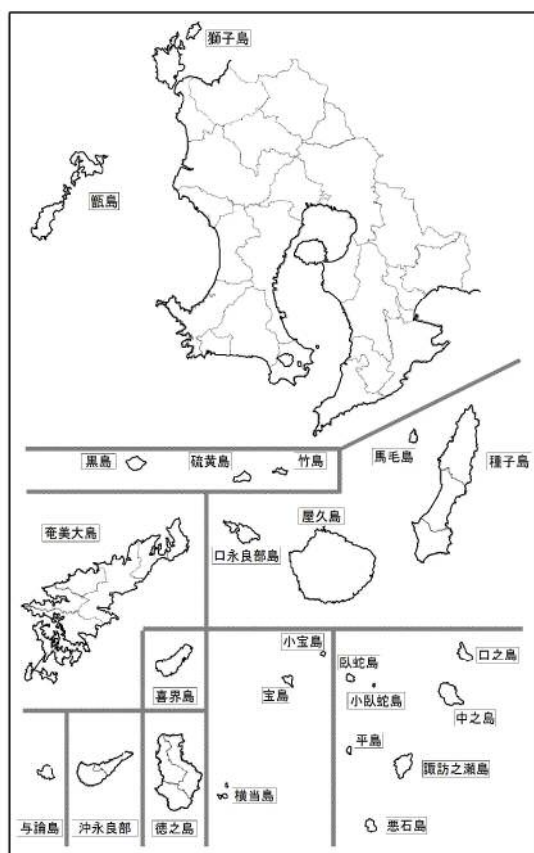 獅子島
甑島
黒島
硫黄島
竹島
馬毛島
種子島
奄美大島
口永良部島
屋久島
喜界島
小宝島
宝島
臥蛇島
小臥蛇島
口之島
中之島
平島
諏訪之瀬島
与論島
沖永良部
徳之島
横当島
悪石島